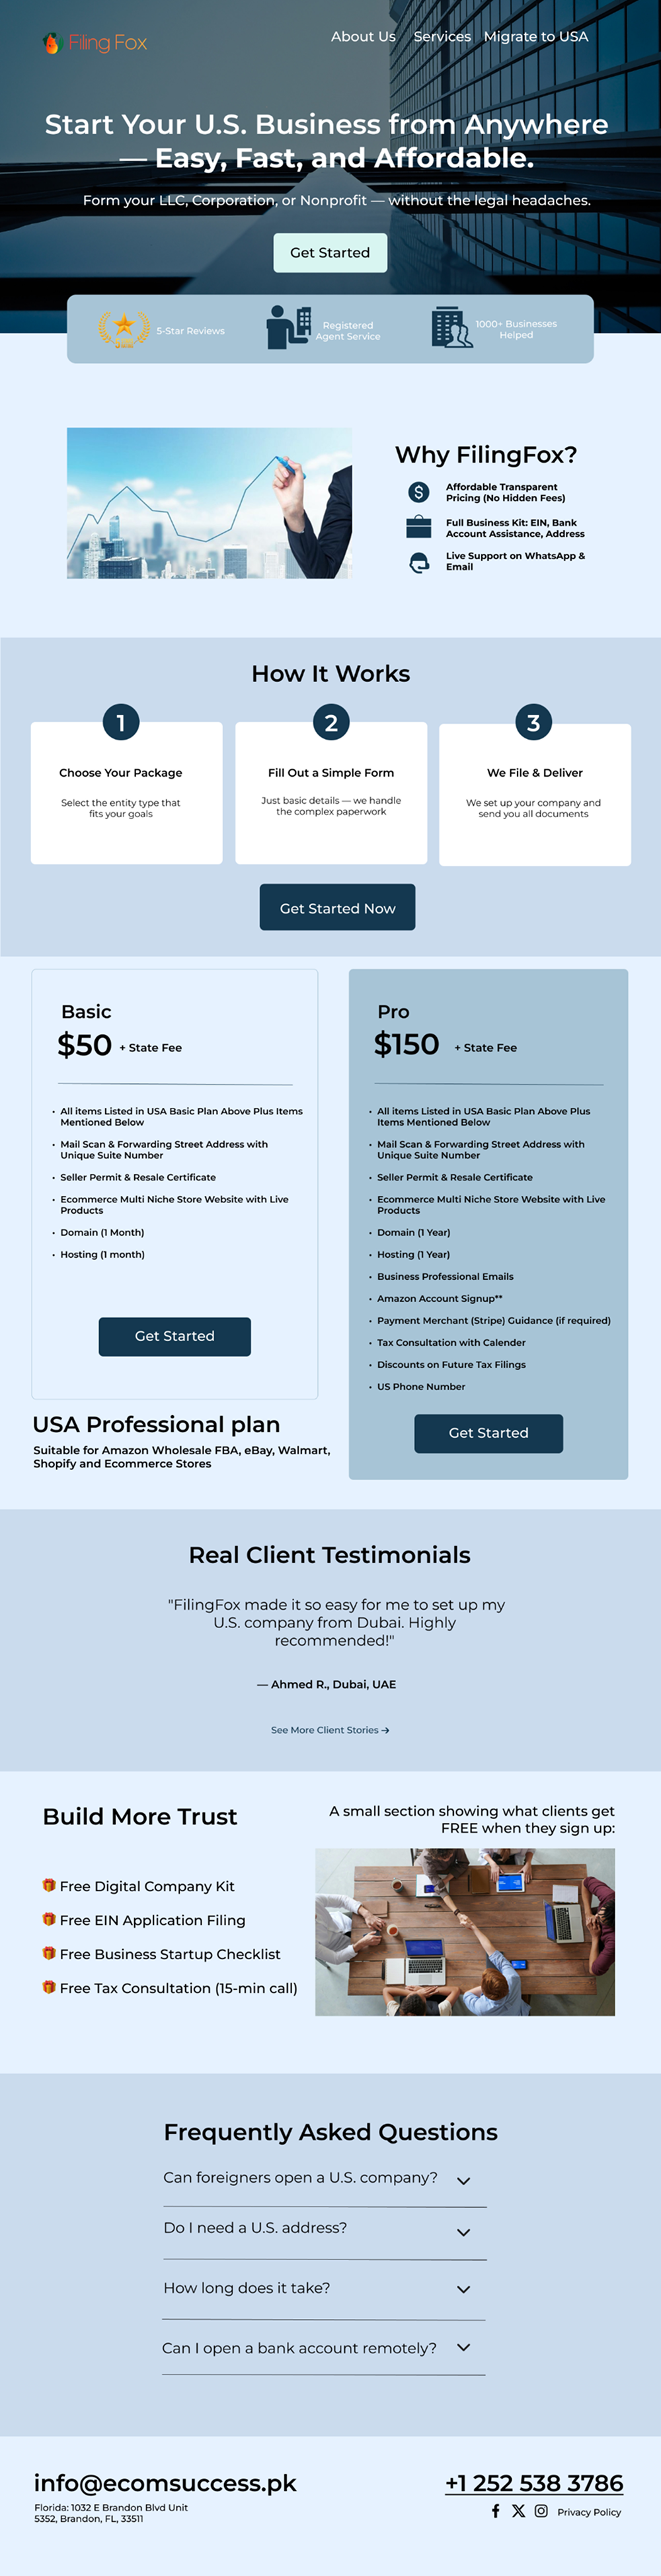 Filing Fox
About Us Services Migrate to USA
Start Your U.S. Business from Anywhere
— Easy, Fast, and Affordable.
Form your LLC, Corporation, or Nonprofit — without the legal headaches.
Get Started
5-Star Reviews
Registered
Agent Service
1000+ Businesses
Helped
Why FilingFox?
Affordable Transparent
Pricing (No Hidden Fees)
Full Business Kit: EIN, Bank
Account Assistance, Address
Live Support on WhatsApp &
Email
How It Works
1
Choose Your Package
Select the entity type that
fits your goals
2
Fill Out a Simple Form
Just basic details — we handle
the complex paperwork
3
We File & Deliver
We set up your company and
send you all documents
Get Started Now
Basic
$50 + State Fee
• All items Listed in USA Basic Plan Above Plus Items
Mentioned Below
• Mail Scan & Forwarding Street Address with
Unique Suite Number
• Seller Permit & Resale Certificate
• Ecommerce Multi Niche Store Website with Live
Products
• Domain (1 Month)
• Hosting (1 month)
Get Started
USA Professional plan
Suitable for Amazon Wholesale FBA, eBay, Walmart,
Shopify and Ecommerce Stores
Pro
$150 + State Fee
• All items Listed in USA Basic Plan Above Plus
Items Mentioned Below
• Mail Scan & Forwarding Street Address with
Unique Suite Number
• Seller Permit & Resale Certificate
• Ecommerce Multi Niche Store Website with Live
Products
• Domain (1 Year)
• Hosting (1 Year)
• Business Professional Emails
• Amazon Account Signup**
• Payment Merchant (Stripe) Guidance (if required)
• Tax Consultation with Calender
• Discounts on Future Tax Filings
• US Phone Number
Get Started
Real Client Testimonials
"FilingFox made it so easy for me to set up my
U.S. company from Dubai. Highly
recommended!"
— Ahmed R., Dubai, UAE
See More Client Stories →
Build More Trust
🎁 Free Digital Company Kit
🎁 Free EIN Application Filing
🎁 Free Business Startup Checklist
🎁 Free Tax Consultation (15-min call)
A small section showing what clients get
FREE when they sign up:
Frequently Asked Questions
Can foreigners open a U.S. company?
Do I need a U.S. address?
How long does it take?
Can I open a bank account remotely?
info@ecomsuccess.pk
Florida: 1032 E Brandon Blvd Unit
5352, Brandon, FL, 33511
+1 252 538 3786
Privacy Policy